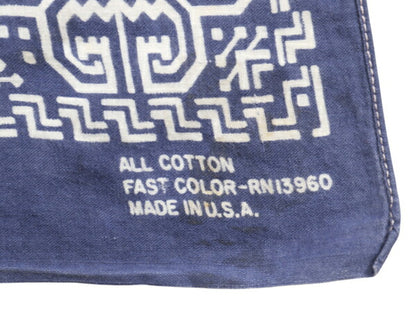 ALL COTTON
FAST COLOR-RN13960
MADE IN U.S.A.